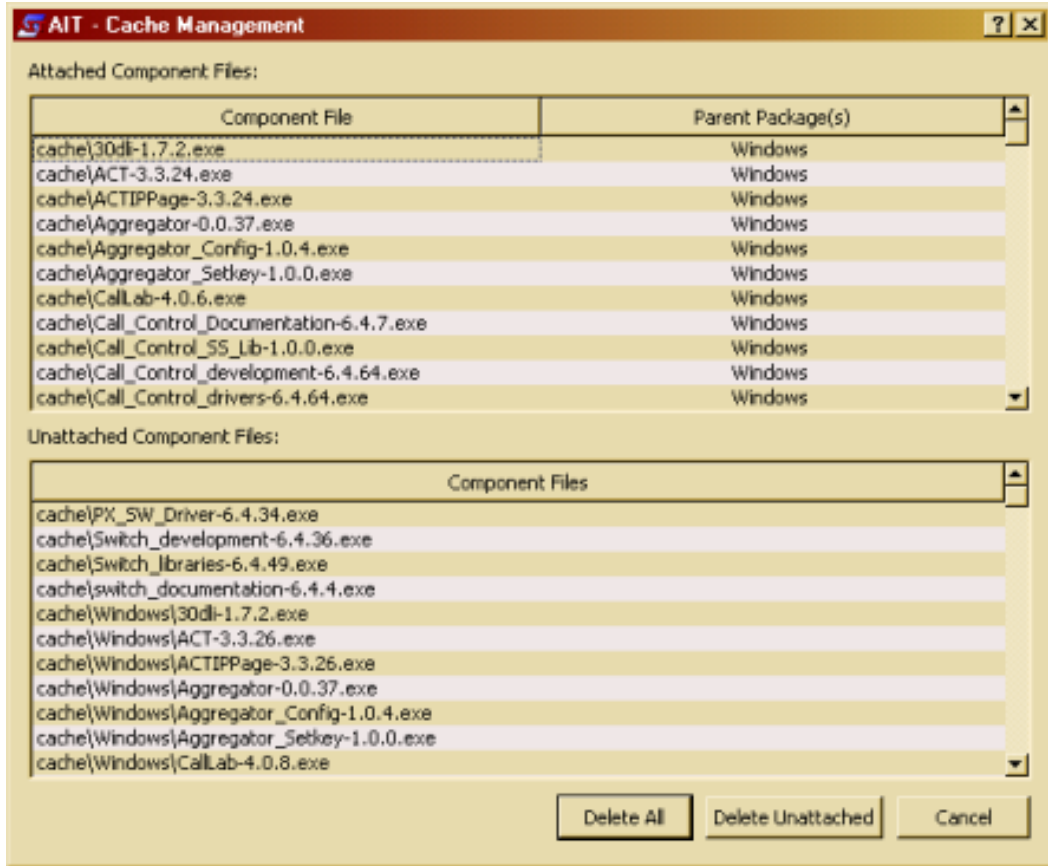 AIT - Cache Management
Attached Component Files:
Component File Parent Package(s)
cache\30dli-1.7.2.exe Windows
cache\ACT-3.3.24.exe Windows
cache\ACTIPPage-3.3.24.exe Windows
cache\Aggregator-0.0.37.exe Windows
cache\Aggregator_Config-1.0.4.exe Windows
cache\Aggregator_Setkey-1.0.0.exe Windows
cache\CallLab-4.0.6.exe Windows
cache\Call_Control_Documentation-6.4.7.exe Windows
cache\Call_Control_SS_Lib-1.0.0.exe Windows
cache\Call_Control_development-6.4.64.exe Windows
cache\Call_Control_drivers-6.4.64.exe Windows
Unattached Component Files:
Component Files
cache\PX_SW_Driver-6.4.34.exe
cache\Switch_development-6.4.36.exe
cache\Switch_libraries-6.4.49.exe
cache\switch_documentation-6.4.4.exe
cache\Windows\30dli-1.7.2.exe
cache\Windows\ACT-3.3.26.exe
cache\Windows\ACTIPPage-3.3.26.exe
cache\Windows\Aggregator-0.0.37.exe
cache\Windows\Aggregator_Config-1.0.4.exe
cache\Windows\Aggregator_Setkey-1.0.0.exe
cache\Windows\CallLab-4.0.8.exe
Delete All Delete Unattached Cancel